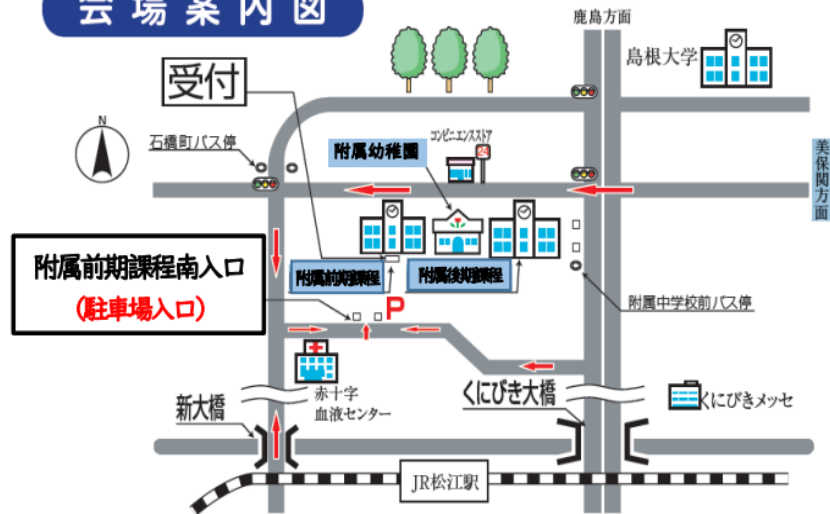 会場案内図
鹿島方面
島根大学
受付
N
石橋町バス停
コンビニエンスストア
24
附属幼稚園
美保関方面
附属前期課程南入口
(駐車場入口)
附属前期課程
附属後期課程
P
附属中学校前バス停
新大橋
赤十字
血液センター
くにびき大橋
くにびきメッセ
JR松江駅